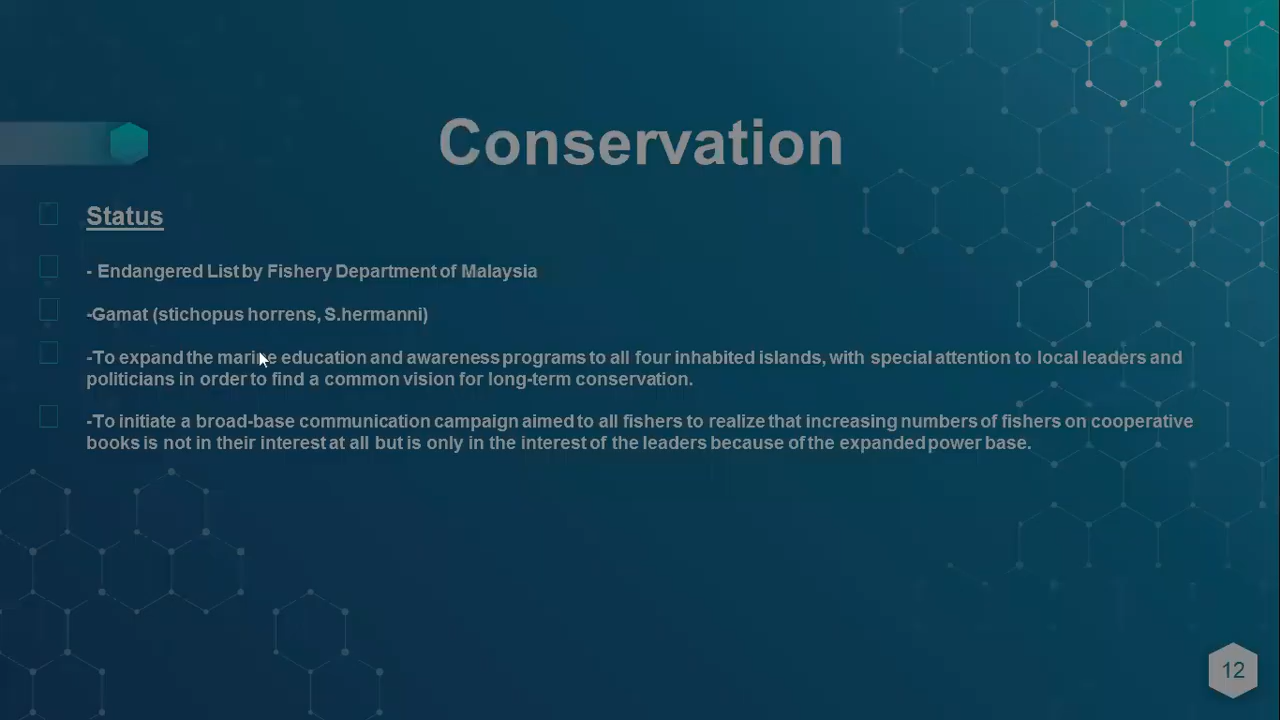 Conservation
Status
- Endangered List by Fishery Department of Malaysia
-Gamat (stichopus horrens, S.hermanni)
-To expand the marine education and awareness programs to all four inhabited islands, with special attention to local leaders and
politicians in order to find a common vision for long-term conservation.
-To initiate a broad-base communication campaign aimed to all fishers to realize that increasing numbers of fishers on cooperative
books is not in their interest at all but is only in the interest of the leaders because of the expanded power base.
12